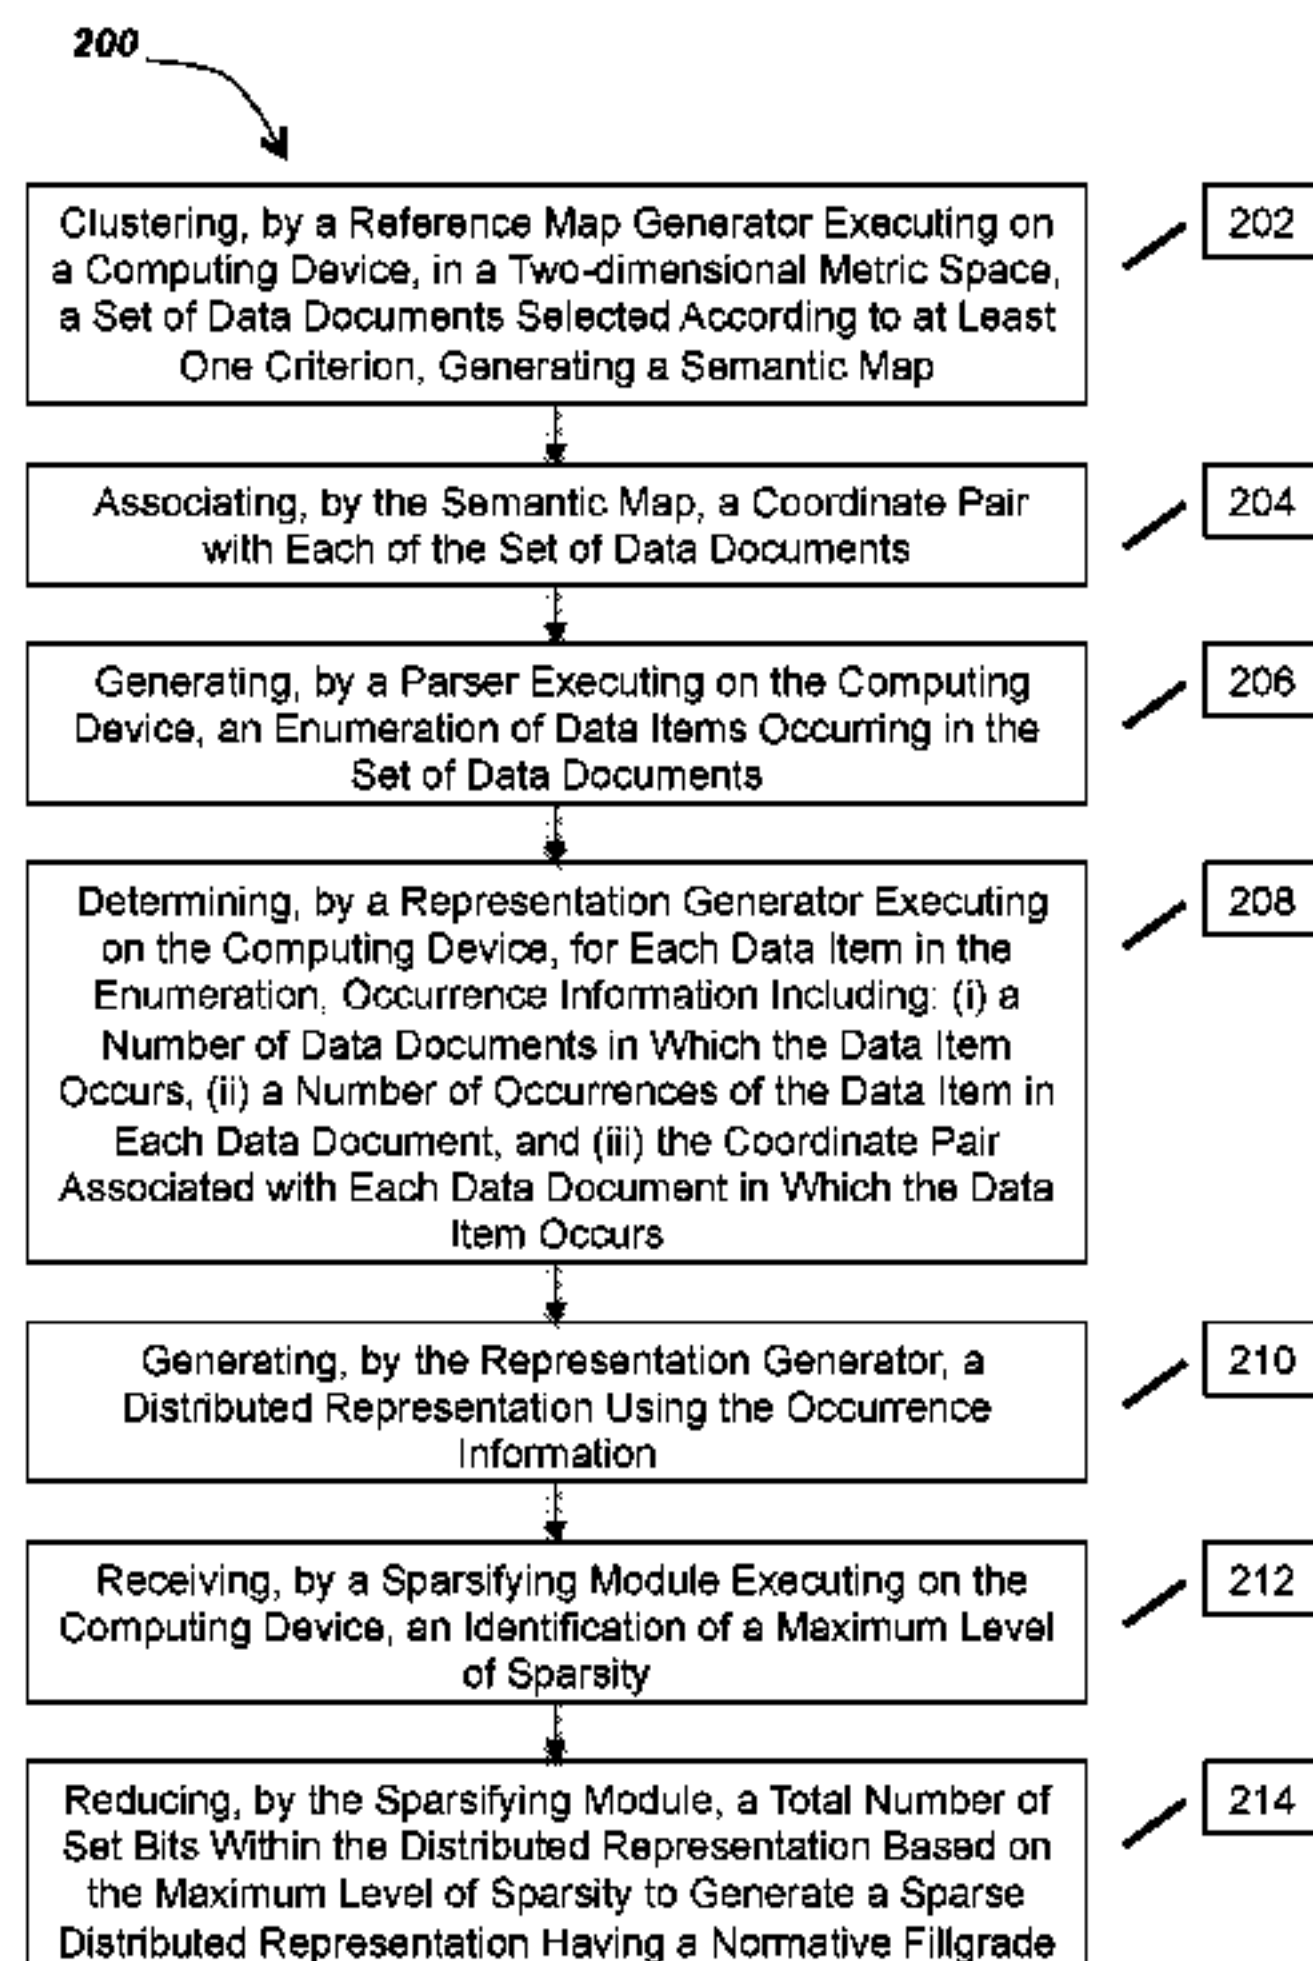 200
Clustering, by a Reference Map Generator Executing on
a Computing Device, in a Two-dimensional Metric Space,
a Set of Data Documents Selected According to at Least
One Criterion, Generating a Semantic Map
202
Associating, by the Semantic Map, a Coordinate Pair
with Each of the Set of Data Documents
204
Generating, by a Parser Executing on the Computing
Device, an Enumeration of Data Items Occurring in the
Set of Data Documents
206
Determining, by a Representation Generator Executing
on the Computing Device, for Each Data Item in the
Enumeration, Occurrence Information Including: (i) a
Number of Data Documents in Which the Data Item
Occurs, (ii) a Number of Occurrences of the Data Item in
Each Data Document, and (iii) the Coordinate Pair
Associated with Each Data Document in Which the Data
Item Occurs
208
Generating, by the Representation Generator, a
Distributed Representation Using the Occurrence
Information
210
Receiving, by a Sparsifying Module Executing on the
Computing Device, an Identification of a Maximum Level
of Sparsity
212
Reducing, by the Sparsifying Module, a Total Number of
Set Bits Within the Distributed Representation Based on
the Maximum Level of Sparsity to Generate a Sparse
Distributed Representation Having a Normative Fillgrade
214